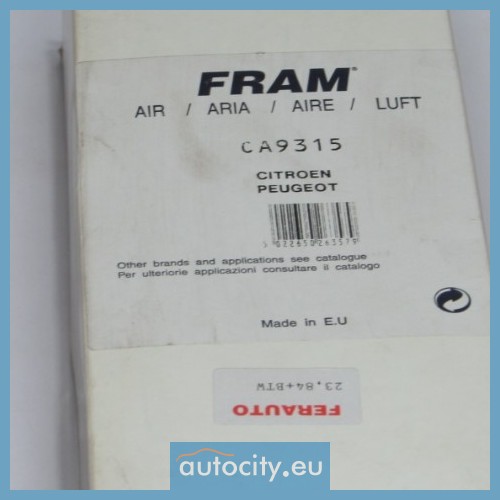 FRAM®
AIR / ARIA / AIRE / LUFT
CA9315
CITROEN
PEUGEOT
Other brands and applications see catalogue
Per ulteriorie applicazioni consultare il catalogo
Made in E.U
23,84+BTW
FERAUTO
autocity.eu